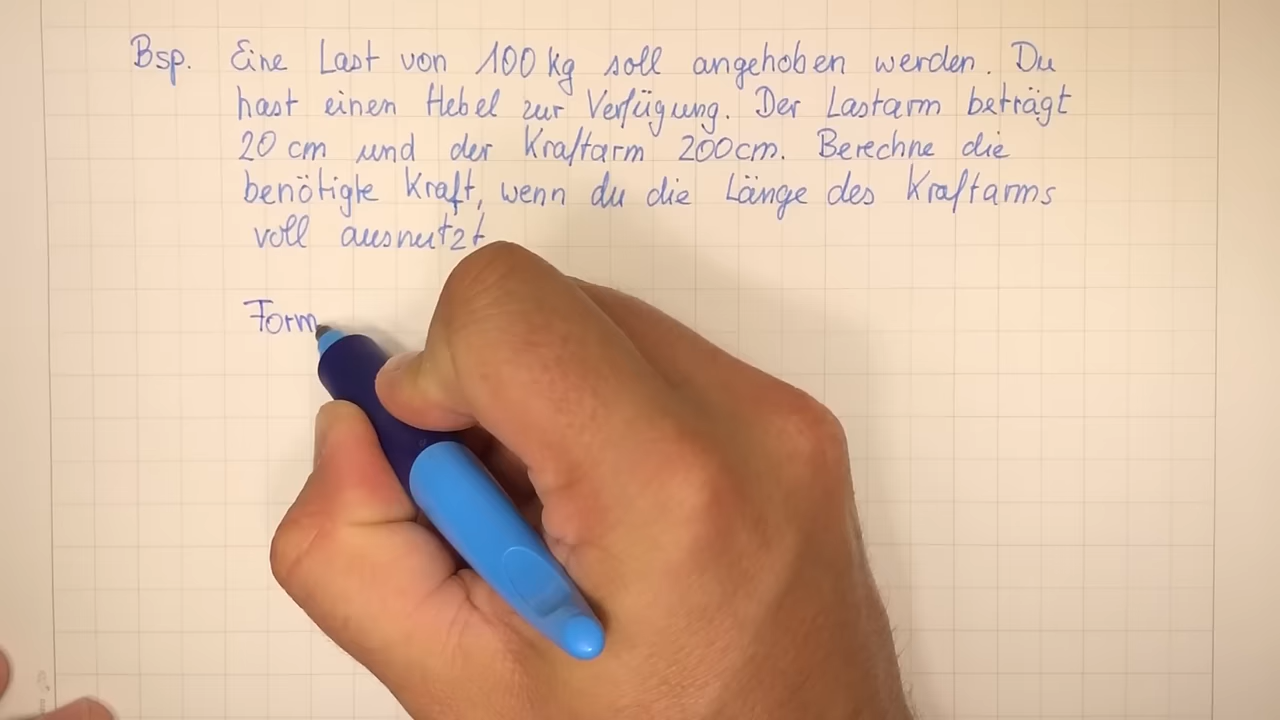 Bsp. Eine Last von 100 kg soll angehoben werden. Du
hast einen Hebel zur Verfügung. Der Lastarm beträgt
20 cm und der Kraftarm 200 cm. Berechne die
benötigte Kraft, wenn du die Länge des Kraftarms
voll ausnutzt
Form